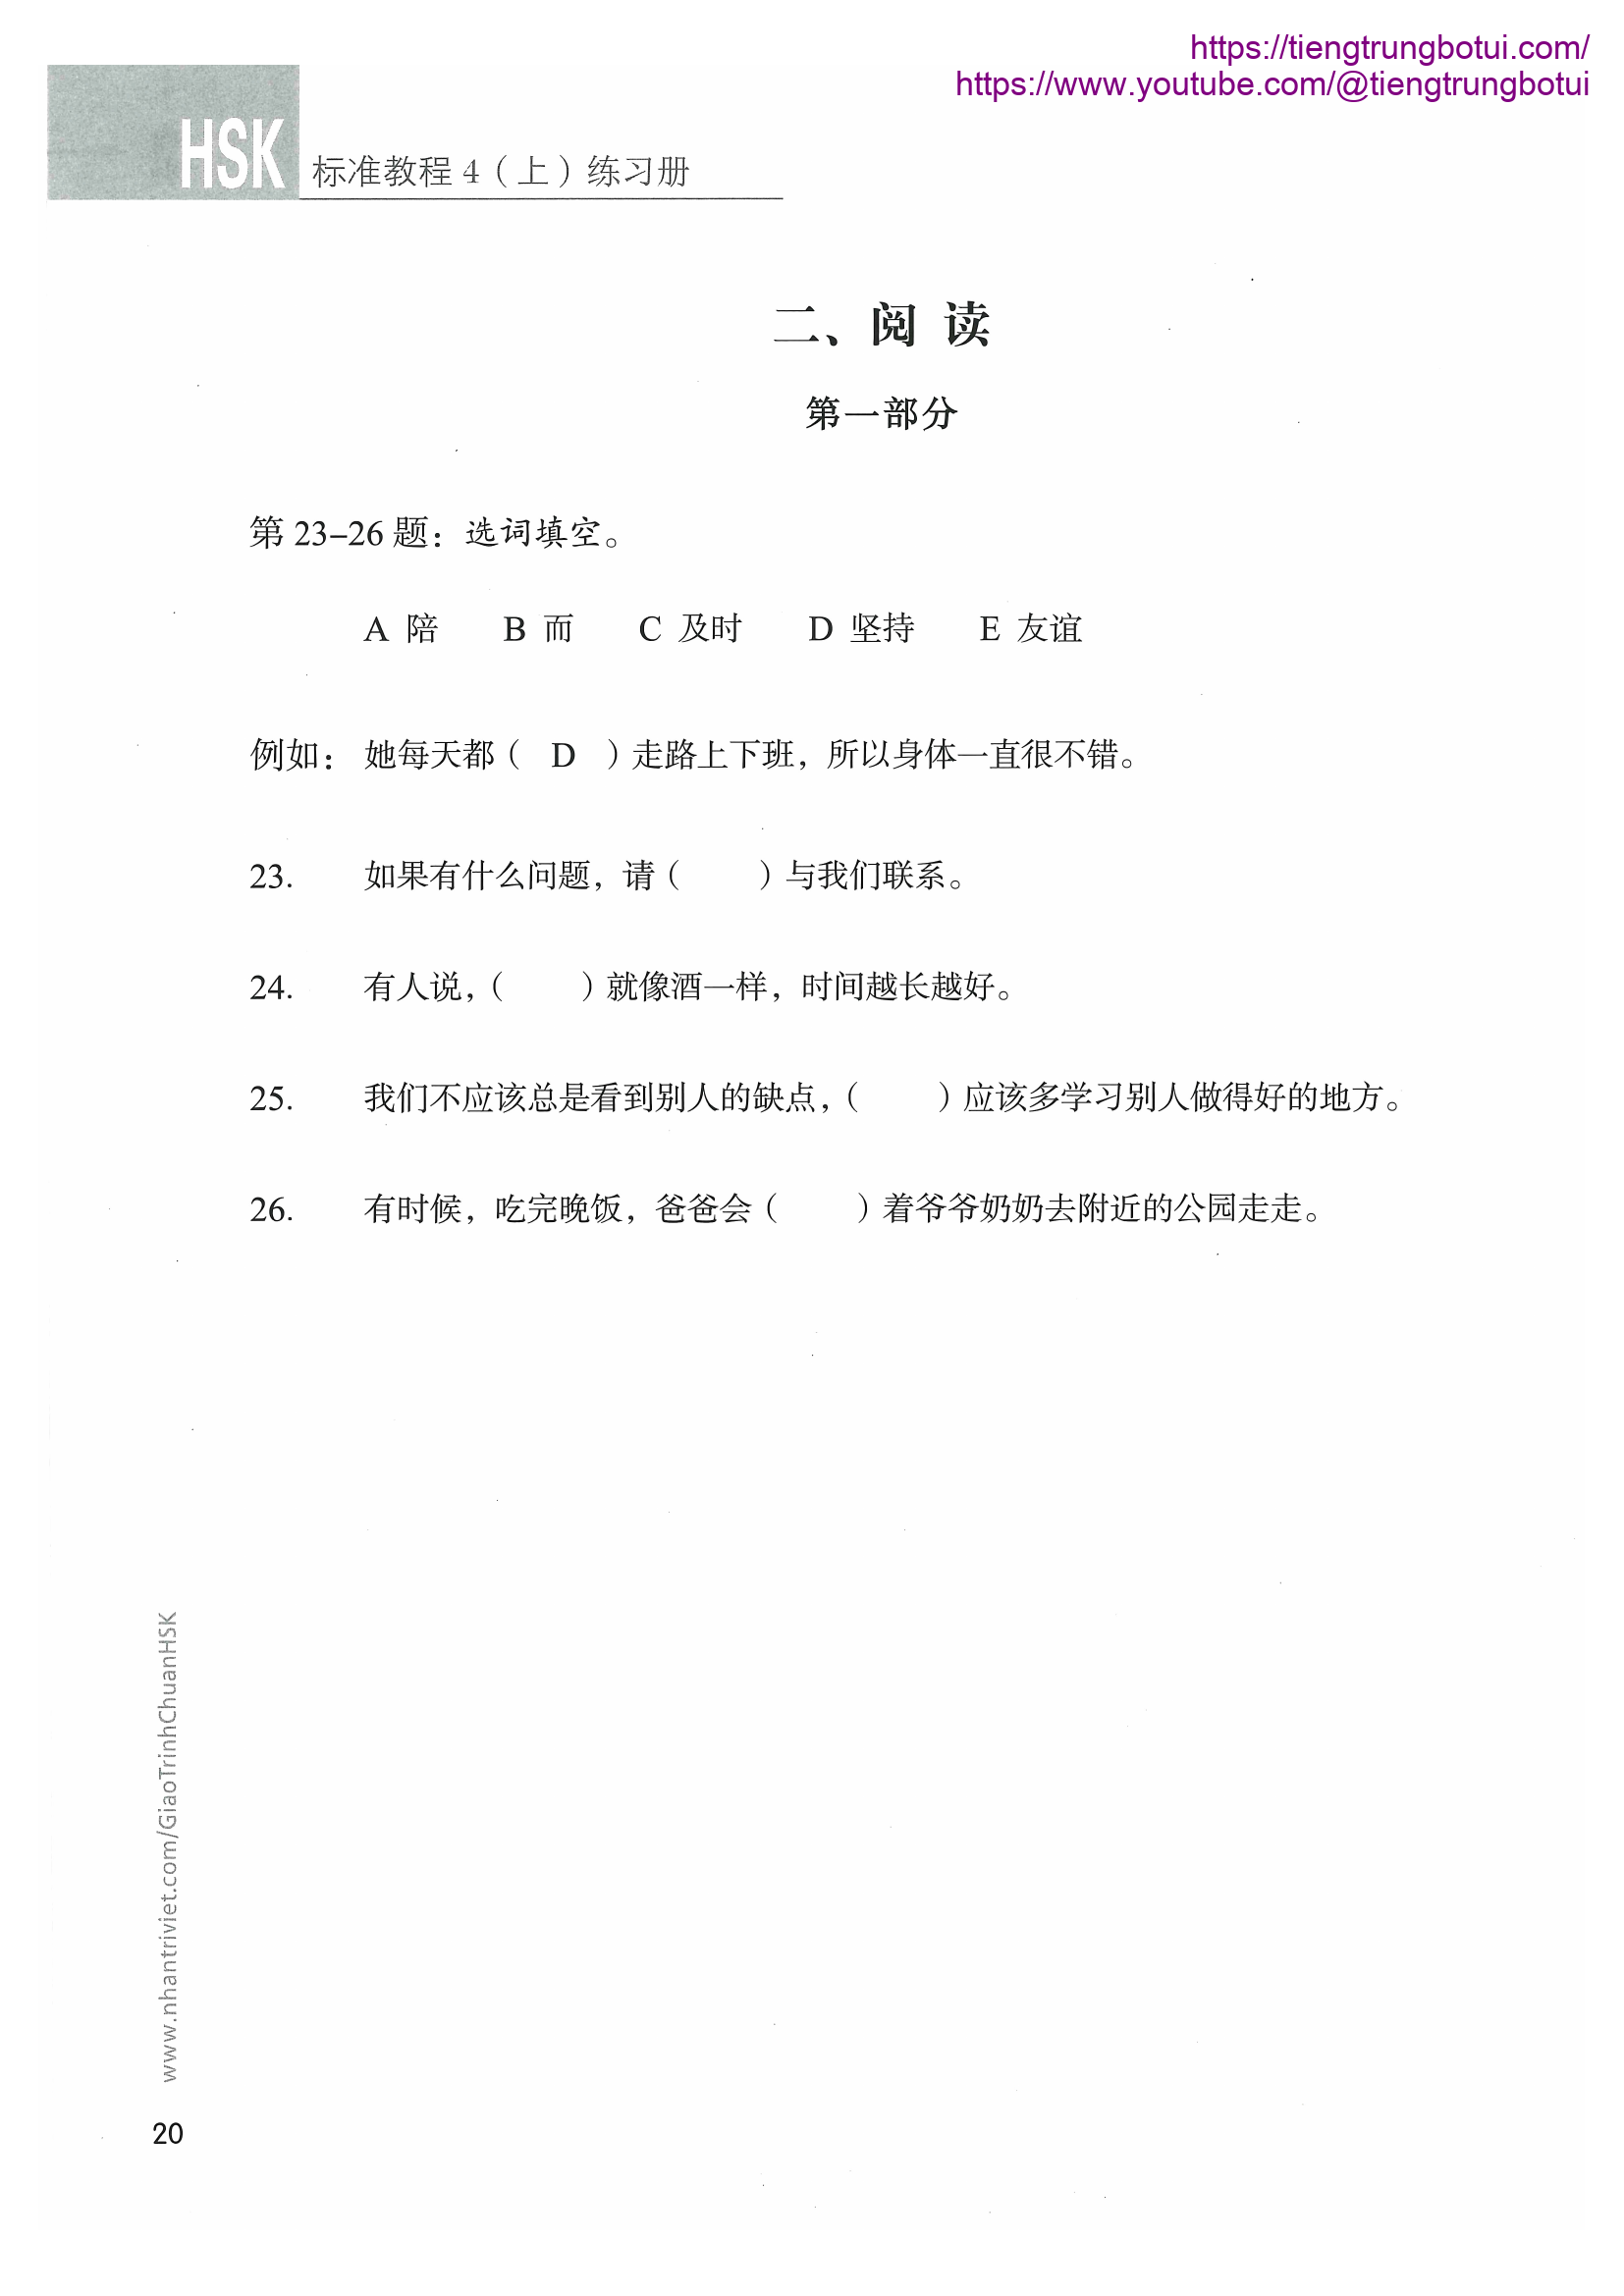 https://tiengtrungbotui.com/
https://www.youtube.com/@tiengtrungbotui
HSK 标准教程 4（上）练习册
二、阅 读
第一部分
第 23–26 题：选词填空。
A 陪 B 而 C 及时 D 坚持 E 友谊
例如： 她每天都（ D ）走路上下班，所以身体一直很不错。
23. 如果有什么问题，请（ ）与我们联系。
24. 有人说，（ ）就像酒一样，时间越长越好。
25. 我们不应该总是看到别人的缺点，（ ）应该多学习别人做得好的地方。
26. 有时候，吃完晚饭，爸爸会（ ）着爷爷奶奶去附近的公园走走。
www.nhantriviet.com/GiaoTrinhChuanHSK
20